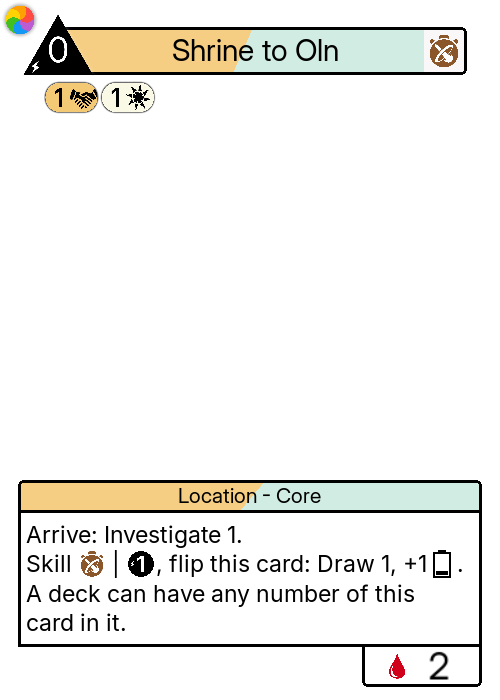 0 Shrine to Oln
1 1
Location - Core
Arrive: Investigate 1.
Skill | 1, flip this card: Draw 1, +1 .
A deck can have any number of this
card in it.
2